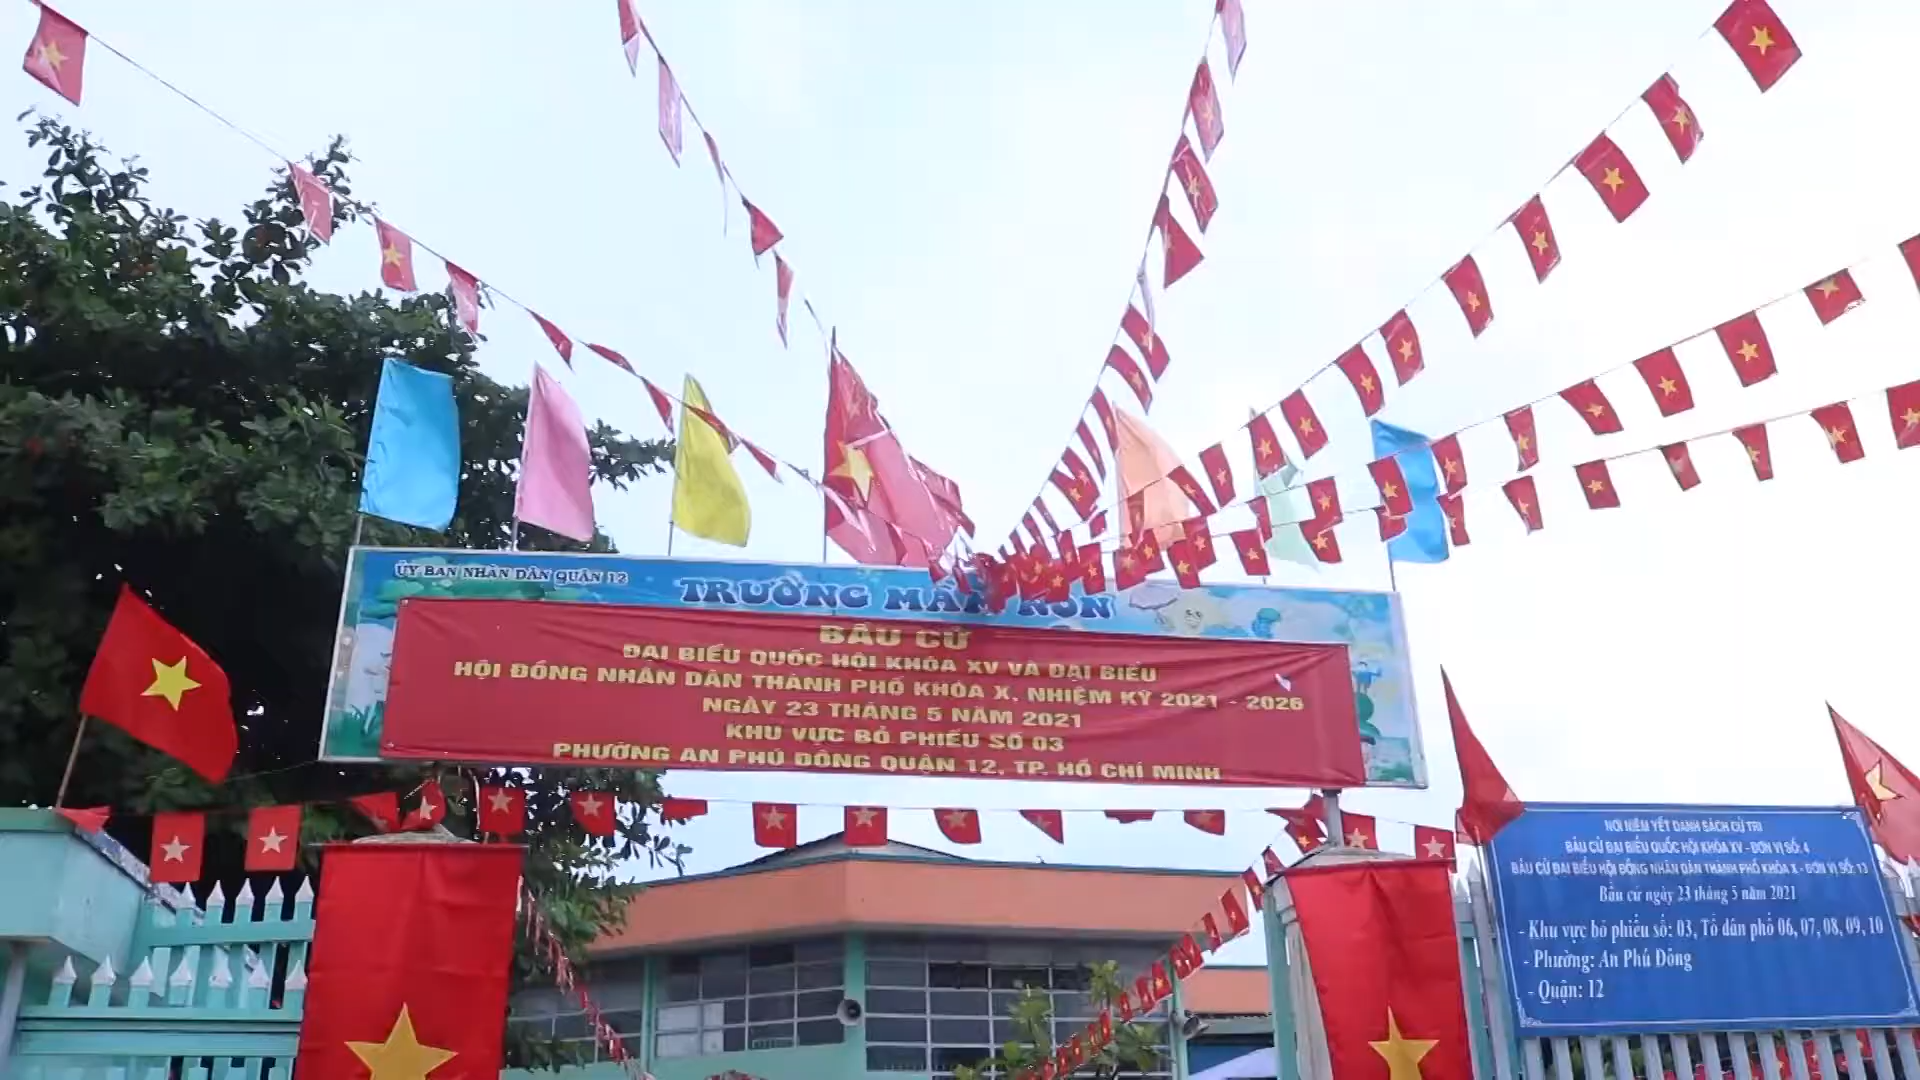 ỦY BAN NHÂN DÂN QUẬN 12
TRƯỜNG MẦM NON
BẦU CỬ
ĐẠI BIỂU QUỐC HỘI KHÓA XV VÀ ĐẠI BIỂU
HỘI ĐỒNG NHÂN DÂN THÀNH PHỐ KHÓA X, NHIỆM KỲ 2021 - 2026
NGÀY 23 THÁNG 5 NĂM 2021
KHU VỰC BỎ PHIẾU SỐ 03
PHƯỜNG AN PHÚ ĐÔNG QUẬN 12, TP. HỒ CHÍ MINH
NƠI NIÊM YẾT DANH SÁCH CỬ TRI
BẦU CỬ ĐẠI BIỂU QUỐC HỘI KHÓA XV - ĐƠN VỊ SỐ: 4
BẦU CỬ ĐẠI BIỂU HỘI ĐỒNG NHÂN DÂN THÀNH PHỐ KHÓA X - ĐƠN VỊ SỐ: 13
Bầu cử ngày 23 tháng 5 năm 2021
- Khu vực bỏ phiếu số: 03, Tổ dân phố 06, 07, 08, 09, 10
- Phường: An Phú Đông
- Quận: 12